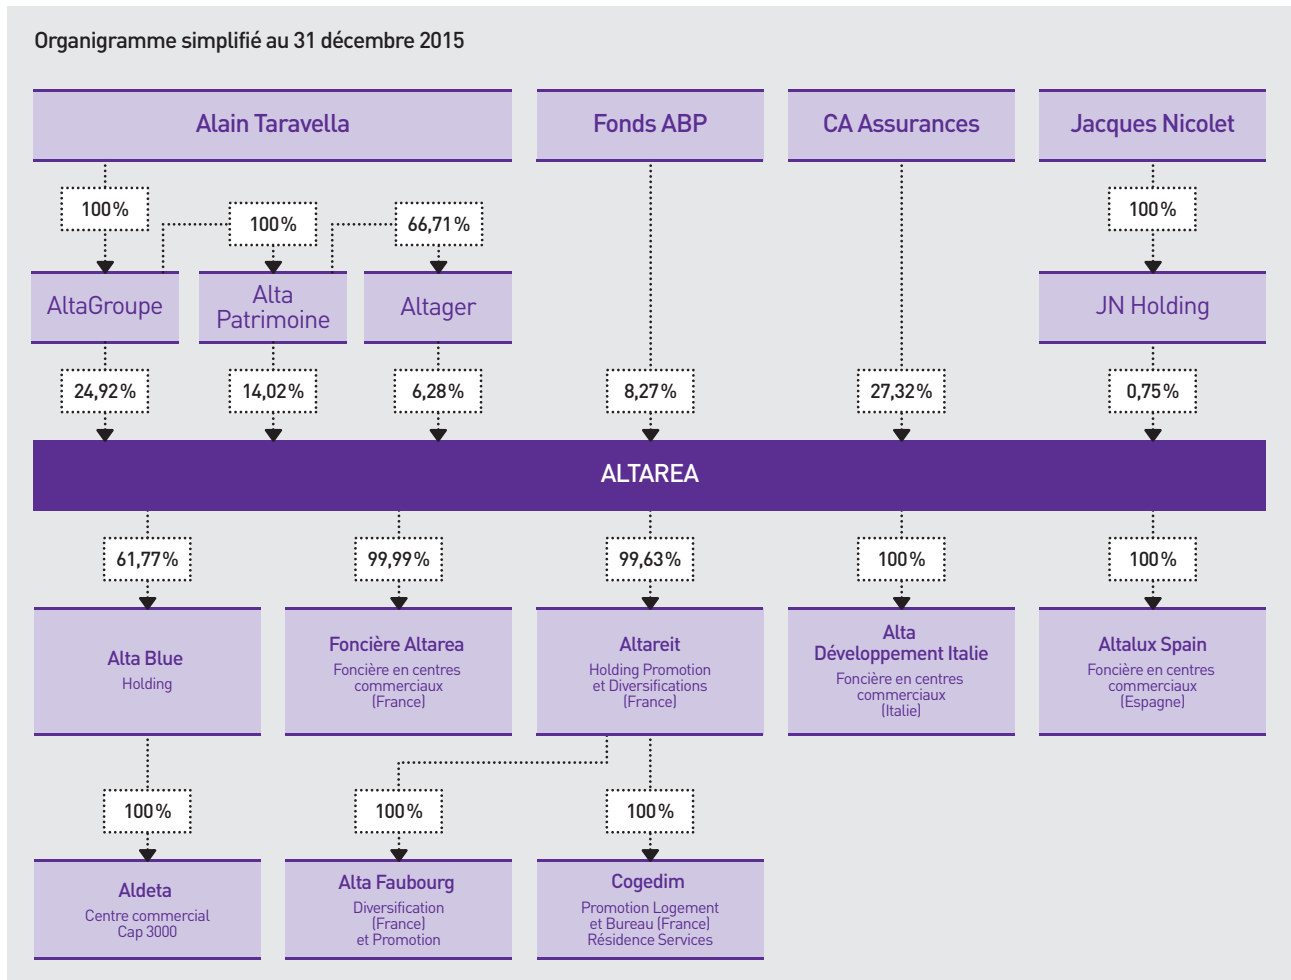 Organigramme simplifié au 31 décembre 2015
Alain Taravella
Fonds ABP
CA Assurances
Jacques Nicolet
100%
100%
66,71%
100%
AltaGroupe
Alta
Patrimoine
Altager
JN Holding
24,92%
14,02%
6,28%
8,27%
27,32%
0,75%
ALTAREA
61,77%
99,99%
99,63%
100%
100%
Alta Blue
Holding
Foncière Altarea
Foncière en centres
commerciaux
(France)
Altareit
Holding Promotion
et Diversifications
(France)
Alta
Développement Italie
Foncière en centres
commerciaux
(Italie)
Altalux Spain
Foncière en centres
commerciaux
(Espagne)
100%
100%
100%
Aldeta
Centre commercial
Cap 3000
Alta Faubourg
Diversification
(France)
et Promotion
Cogedim
Promotion Logement
et Bureau (France)
Résidence Services